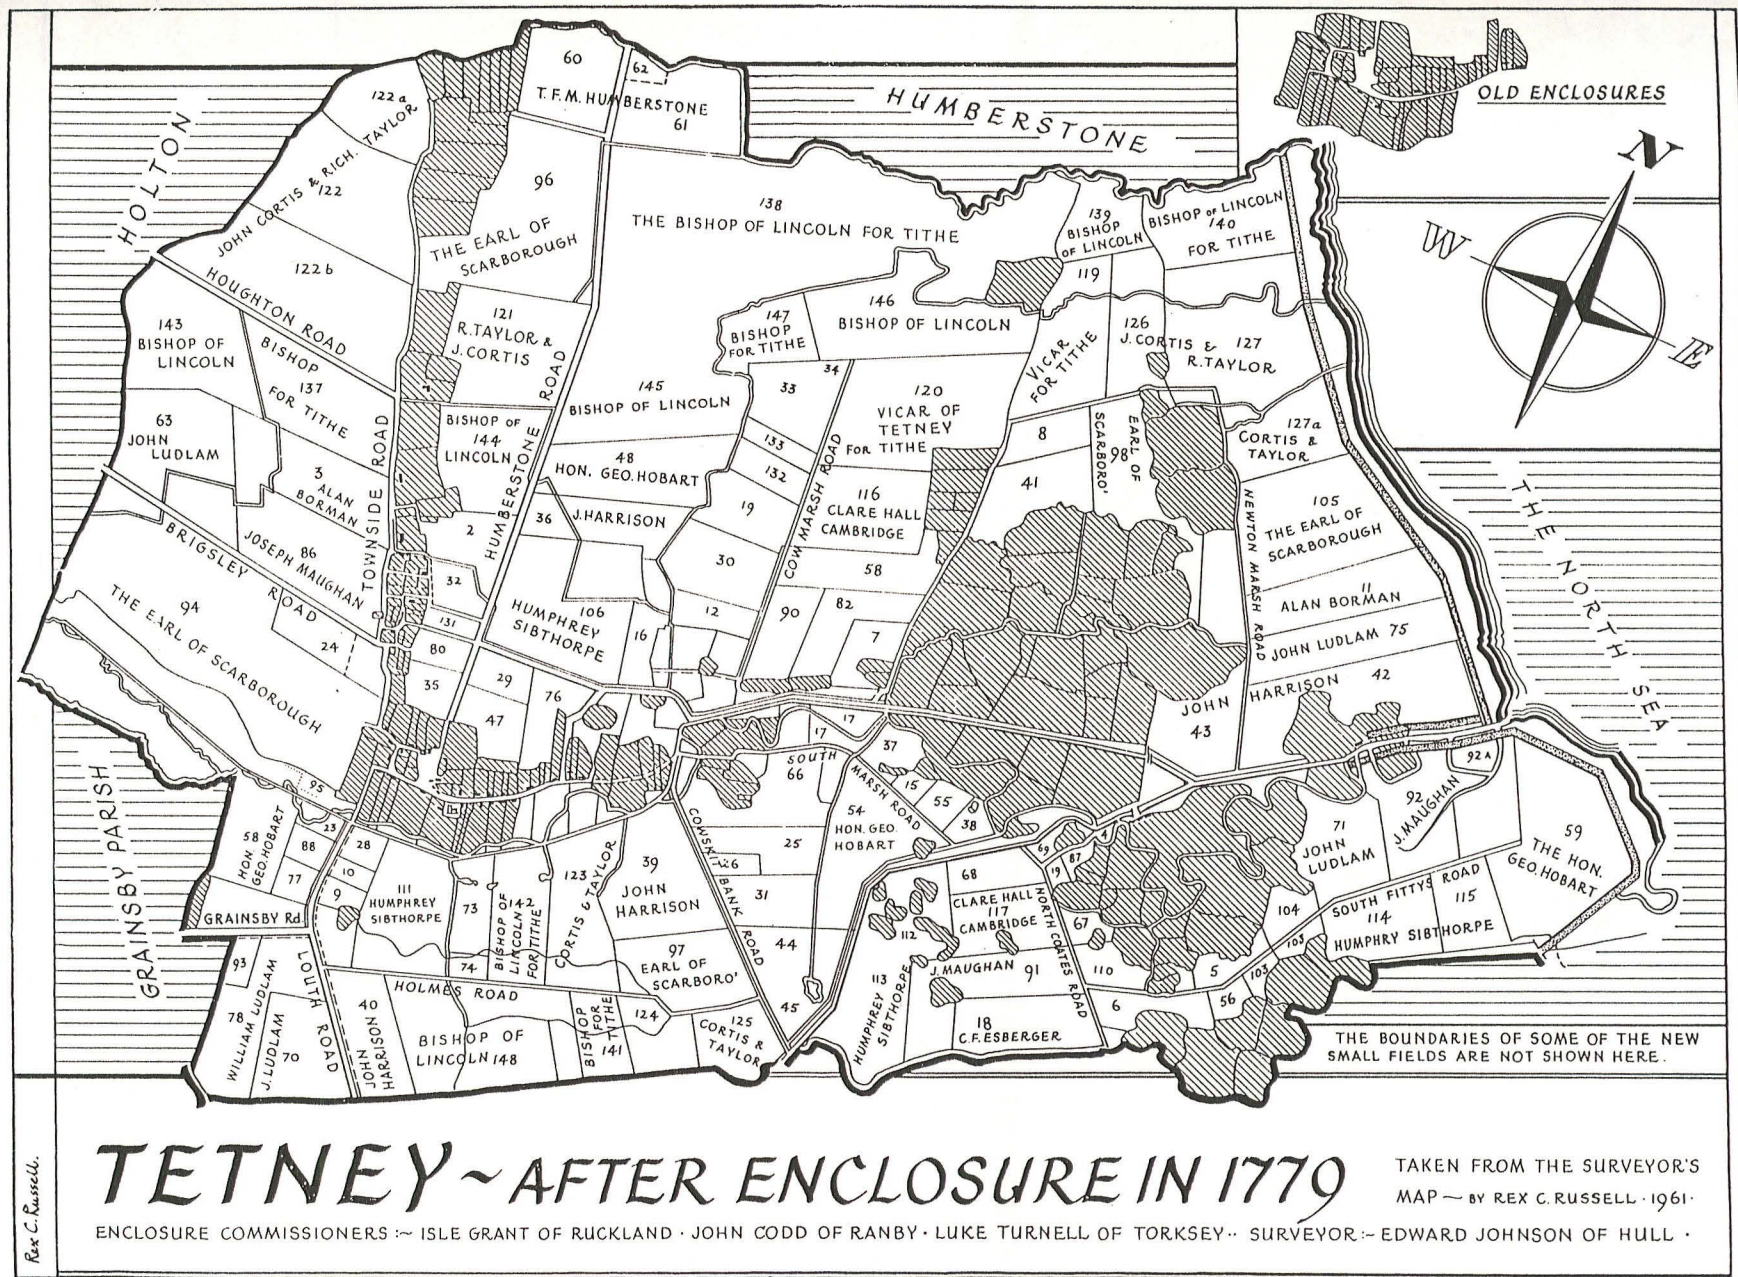 60
62
T.F.M. HUMBERSTONE
61
HUMBERSTONE
OLD ENCLOSURES
N
W
E
HOLTON
122a
JOHN CORTIS & RICH. TAYLOR
122
122b
96
THE EARL OF
SCARBOROUGH
138
THE BISHOP OF LINCOLN FOR TITHE
139
BISHOP
OF LINCOLN
BISHOP OF LINCOLN
140
FOR TITHE
119
HOUGHTON ROAD
143
BISHOP OF
LINCOLN
BISHOP
137
FOR TITHE
121
R. TAYLOR &
J. CORTIS
HUMBERSTONE ROAD
147
BISHOP
FOR TITHE
146
BISHOP OF LINCOLN
VICAR
FOR TITHE
126
J. CORTIS &
127
R. TAYLOR
145
BISHOP OF LINCOLN
33
34
120
VICAR OF
TETNEY
FOR TITHE
63
JOHN
LUDLAM
3
ALAN
BORMAN
TOWNSIDE ROAD
BISHOP OF
144
LINCOLN
48
HON. GEO. HOBART
133
132
COW MARSH ROAD
8
41
EARL OF
98
SCARBORO'
127a
CORTIS &
TAYLOR
BRIGSLEY ROAD
86
JOSEPH MAUGHAN
2
36
J. HARRISON
19
116
CLARE HALL
CAMBRIDGE
NEWTON MARSH ROAD
105
THE EARL OF
SCARBOROUGH
THE NORTH SEA
94
THE EARL OF SCARBOROUGH
24
32
131
80
35
HUMPHREY
106
SIBTHORPE
16
30
12
58
90
82
7
11
ALAN BORMAN
JOHN LUDLAM 75
JOHN HARRISON 42
43
29
47
76
17
17
37
SOUTH
MARSH ROAD
66
15
55
38
54
HON. GEO.
HOBART
92A
92
J. MAUGHAN
59
THE HON.
GEO. HOBART
71
JOHN
LUDLAM
GRAINSBY PARISH
95
58
HON.
GEO. HOBART
23
88
77
28
10
9
GRAINSBY Rd.
111
HUMPHREY
SIBTHORPE
73
74
BISHOP OF
LINCOLN
142
FOR TITHE
123
CORTIS & TAYLOR
39
JOHN
HARRISON
COWSKIT BANK ROAD
26
25
31
44
45
97
EARL OF
SCARBORO'
68
CLARE HALL
117
CAMBRIDGE
112
113
HUMPHREY
SIBTHORPE
J. MAUGHAN 91
18
C.F. ESBERGER
NORTH COATES ROAD
69
87
19
4
67
110
6
5
56
103
103
104
SOUTH FITTYS ROAD
114
115
HUMPHRY SIBTHORPE
93
78
WILLIAM LUDLAM
J. LUDLAM
70
LOUTH ROAD
40
JOHN
HARRISON
HOLMES ROAD
BISHOP OF
LINCOLN 148
BISHOP
FOR
TITHE
141
124
125
CORTIS &
TAYLOR
THE BOUNDARIES OF SOME OF THE NEW
SMALL FIELDS ARE NOT SHOWN HERE.
Rex C. Russell.
TETNEY ~ AFTER ENCLOSURE IN 1779
TAKEN FROM THE SURVEYOR'S
MAP ~ BY REX C. RUSSELL · 1961 ·
ENCLOSURE COMMISSIONERS :~ ISLE GRANT OF RUCKLAND · JOHN CODD OF RANBY · LUKE TURNELL OF TORKSEY ·· SURVEYOR :~ EDWARD JOHNSON OF HULL ·